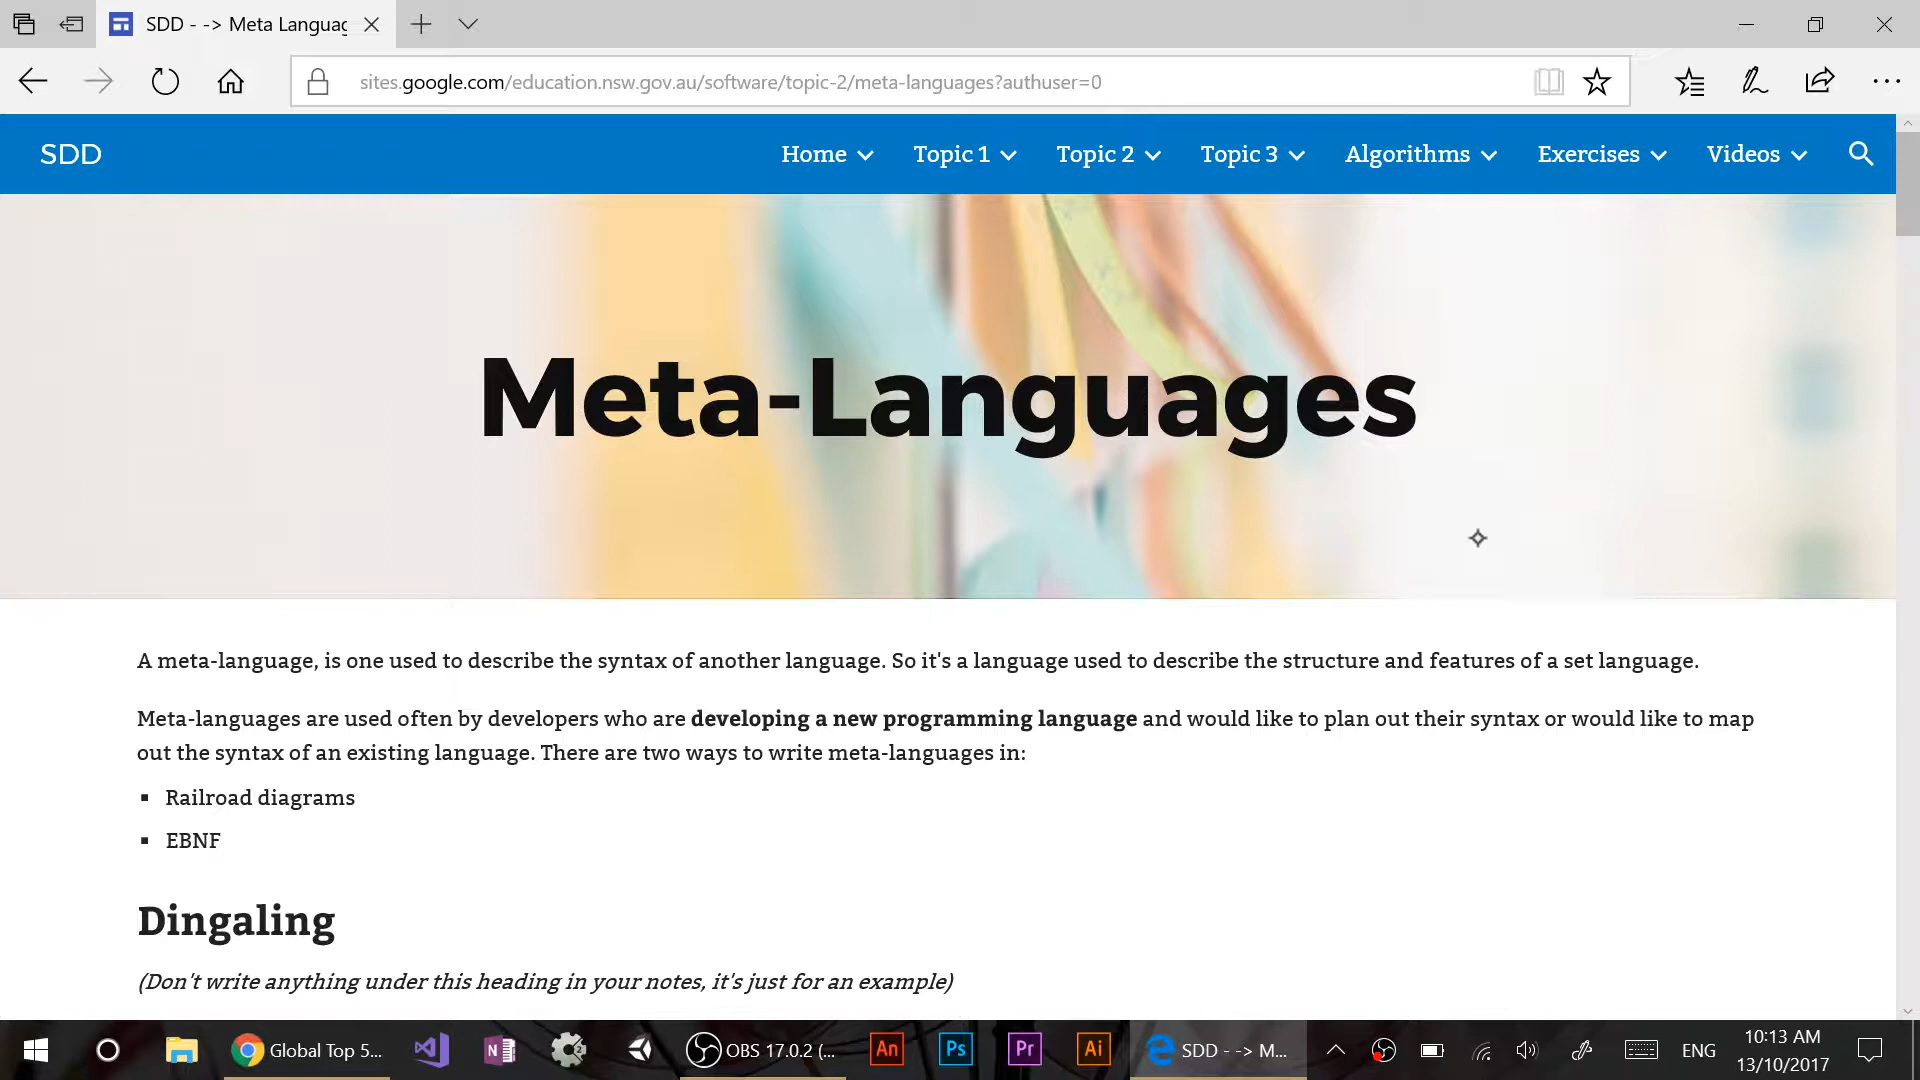 SDD - -> Meta Languag
sites.google.com/education.nsw.gov.au/software/topic-2/meta-languages?authuser=0
SDD
Home
Topic 1
Topic 2
Topic 3
Algorithms
Exercises
Videos
Meta-Languages
A meta-language, is one used to describe the syntax of another language. So it's a language used to describe the structure and features of a set language.
Meta-languages are used often by developers who are developing a new programming language and would like to plan out their syntax or would like to map
out the syntax of an existing language. There are two ways to write meta-languages in:
▪ Railroad diagrams
▪ EBNF
Dingaling
(Don't write anything under this heading in your notes, it's just for an example)
Global Top 5...
OBS 17.0.2 (...
An
Ps
Pr
Ai
SDD - -> M...
ENG
10:13 AM
13/10/2017